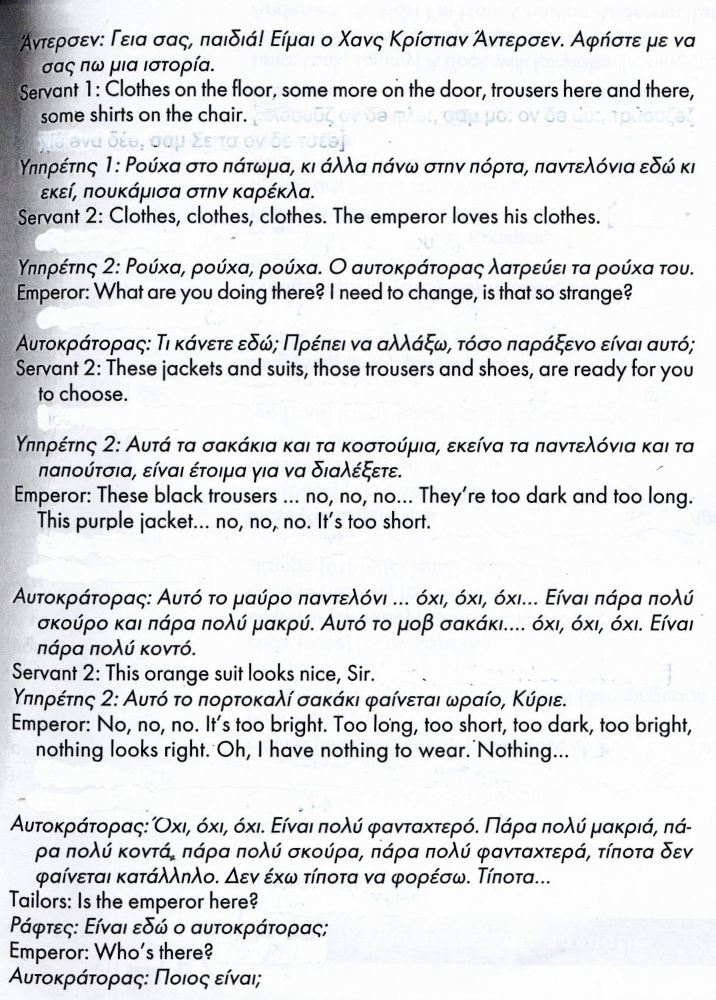 Άντερσεν: Γεια σας, παιδιά! Είμαι ο Χανς Κρίστιαν Άντερσεν. Αφήστε με να
σας πω μια ιστορία.
Servant 1: Clothes on the floor, some more on the door, trousers here and there,
some shirts on the chair.
Υπηρέτης 1: Ρούχα στο πάτωμα, κι άλλα πάνω στην πόρτα, παντελόνια εδώ κι
εκεί, πουκάμισα στην καρέκλα.
Servant 2: Clothes, clothes, clothes. The emperor loves his clothes.
Υπηρέτης 2: Ρούχα, ρούχα, ρούχα. Ο αυτοκράτορας λατρεύει τα ρούχα του.
Emperor: What are you doing there? I need to change, is that so strange?
Αυτοκράτορας: Τι κάνετε εδώ; Πρέπει να αλλάξω, τόσο παράξενο είναι αυτό;
Servant 2: These jackets and suits, those trousers and shoes, are ready for you
to choose.
Υπηρέτης 2: Αυτά τα σακάκια και τα κοστούμια, εκείνα τα παντελόνια και τα
παπούτσια, είναι έτοιμα για να διαλέξετε.
Emperor: These black trousers ... no, no, no... They're too dark and too long.
This purple jacket... no, no, no. It's too short.
Αυτοκράτορας: Αυτό το μαύρο παντελόνι ... όχι, όχι, όχι... Είναι πάρα πολύ
σκούρο και πάρα πολύ μακρύ. Αυτό το μοβ σακάκι.... όχι, όχι, όχι. Είναι
πάρα πολύ κοντό.
Servant 2: This orange suit looks nice, Sir.
Υπηρέτης 2: Αυτό το πορτοκαλί σακάκι φαίνεται ωραίο, Κύριε.
Emperor: No, no, no. It's too bright. Too long, too short, too dark, too bright,
nothing looks right. Oh, I have nothing to wear. Nothing...
Αυτοκράτορας: Όχι, όχι, όχι. Είναι πολύ φανταχτερό. Πάρα πολύ μακριά, πά-
ρα πολύ κοντά, πάρα πολύ σκούρα, πάρα πολύ φανταχτερά, τίποτα δεν
φαίνεται κατάλληλο. Δεν έχω τίποτα να φορέσω. Τίποτα...
Tailors: Is the emperor here?
Ράφτες: Είναι εδώ ο αυτοκράτορας;
Emperor: Who's there?
Αυτοκράτορας: Ποιος είναι;